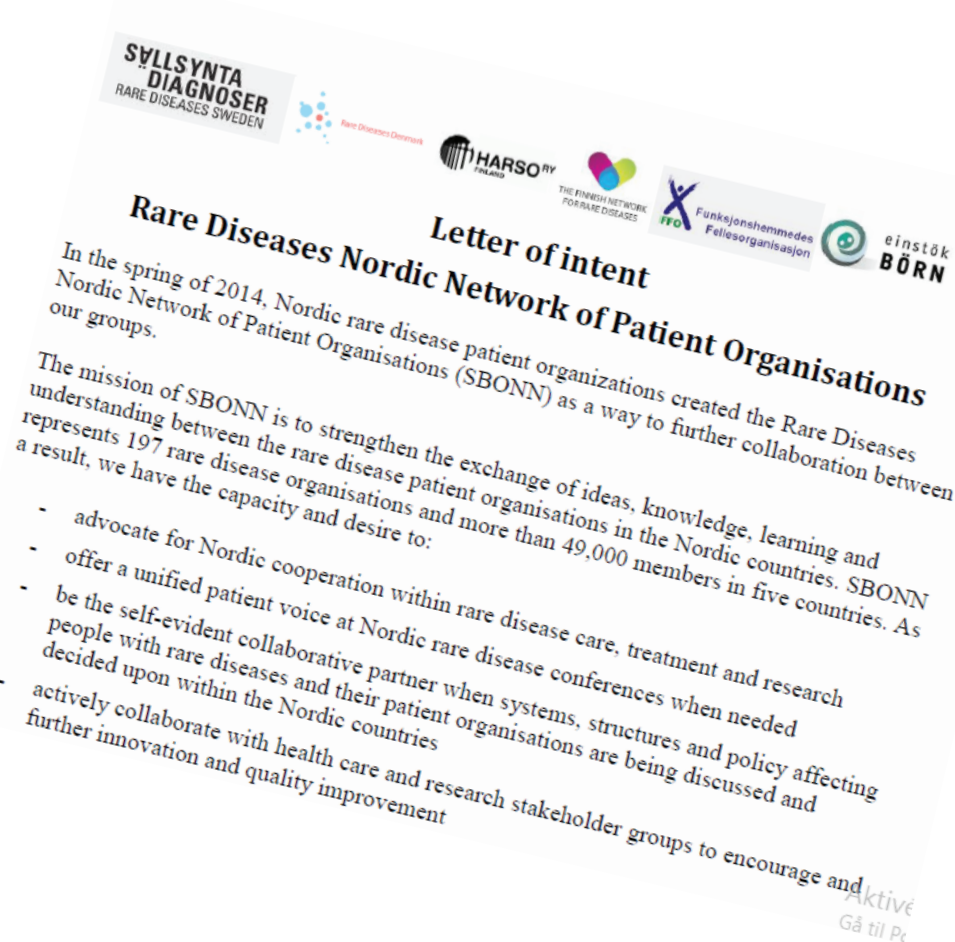 SÄLLSYNTA
DIAGNOSER
RARE DISEASES SWEDEN
Rare Diseases Denmark
HARSO RY
FINLAND
THE FINNISH NETWORK
FOR RARE DISEASES
FFO
Funksjonshemmedes
Fellesorganisasjon
einstök
BÖRN
Letter of intent
Rare Diseases Nordic Network of Patient Organisations
In the spring of 2014, Nordic rare disease patient organizations created the Rare Diseases
Nordic Network of Patient Organisations (SBONN) as a way to further collaboration between
our groups.
The mission of SBONN is to strengthen the exchange of ideas, knowledge, learning and
understanding between the rare disease patient organisations in the Nordic countries. SBONN
represents 197 rare disease organisations and more than 49,000 members in five countries. As
a result, we have the capacity and desire to:
- advocate for Nordic cooperation within rare disease care, treatment and research
- offer a unified patient voice at Nordic rare disease conferences when needed
- be the self-evident collaborative partner when systems, structures and policy affecting
people with rare diseases and their patient organisations are being discussed and
decided upon within the Nordic countries
- actively collaborate with health care and research stakeholder groups to encourage and
further innovation and quality improvement
Gå til